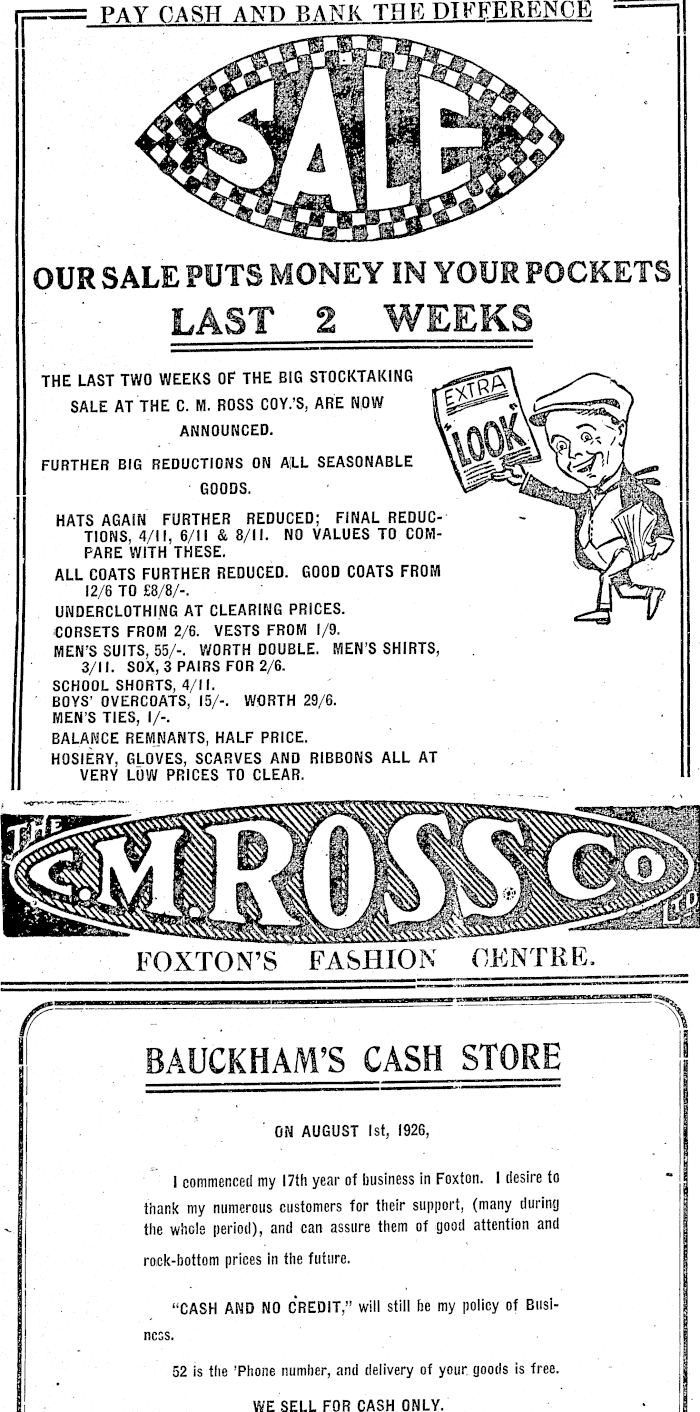 PAY CASH AND BANK THE DIFFERENCE
SALE
OUR SALE PUTS MONEY IN YOUR POCKETS
LAST 2 WEEKS
THE LAST TWO WEEKS OF THE BIG STOCKTAKING
SALE AT THE C. M. ROSS COY.'S, ARE NOW
ANNOUNCED.
FURTHER BIG REDUCTIONS ON ALL SEASONABLE
GOODS.
EXTRA
"LOOK"
HATS AGAIN FURTHER REDUCED; FINAL REDUC-
TIONS, 4/11, 6/11 & 8/11. NO VALUES TO COM-
PARE WITH THESE.
ALL COATS FURTHER REDUCED. GOOD COATS FROM
12/6 TO £8/8/-.
UNDERCLOTHING AT CLEARING PRICES.
CORSETS FROM 2/6. VESTS FROM 1/9.
MEN'S SUITS, 55/-. WORTH DOUBLE. MEN'S SHIRTS,
3/11. SOX, 3 PAIRS FOR 2/6.
SCHOOL SHORTS, 4/11.
BOYS' OVERCOATS, 15/-. WORTH 29/6.
MEN'S TIES, 1/-.
BALANCE REMNANTS, HALF PRICE.
HOSIERY, GLOVES, SCARVES AND RIBBONS ALL AT
VERY LOW PRICES TO CLEAR.
THE
C.M.ROSS Co
LTD
FOXTON'S FASHION CENTRE.
BAUCKHAM'S CASH STORE
ON AUGUST 1st, 1926,
I commenced my 17th year of business in Foxton. I desire to
thank my numerous customers for their support, (many during
the whole period), and can assure them of good attention and
rock-bottom prices in the future.
"CASH AND NO CREDIT," will still be my policy of Busi-
ness.
52 is the 'Phone number, and delivery of your goods is free.
WE SELL FOR CASH ONLY.